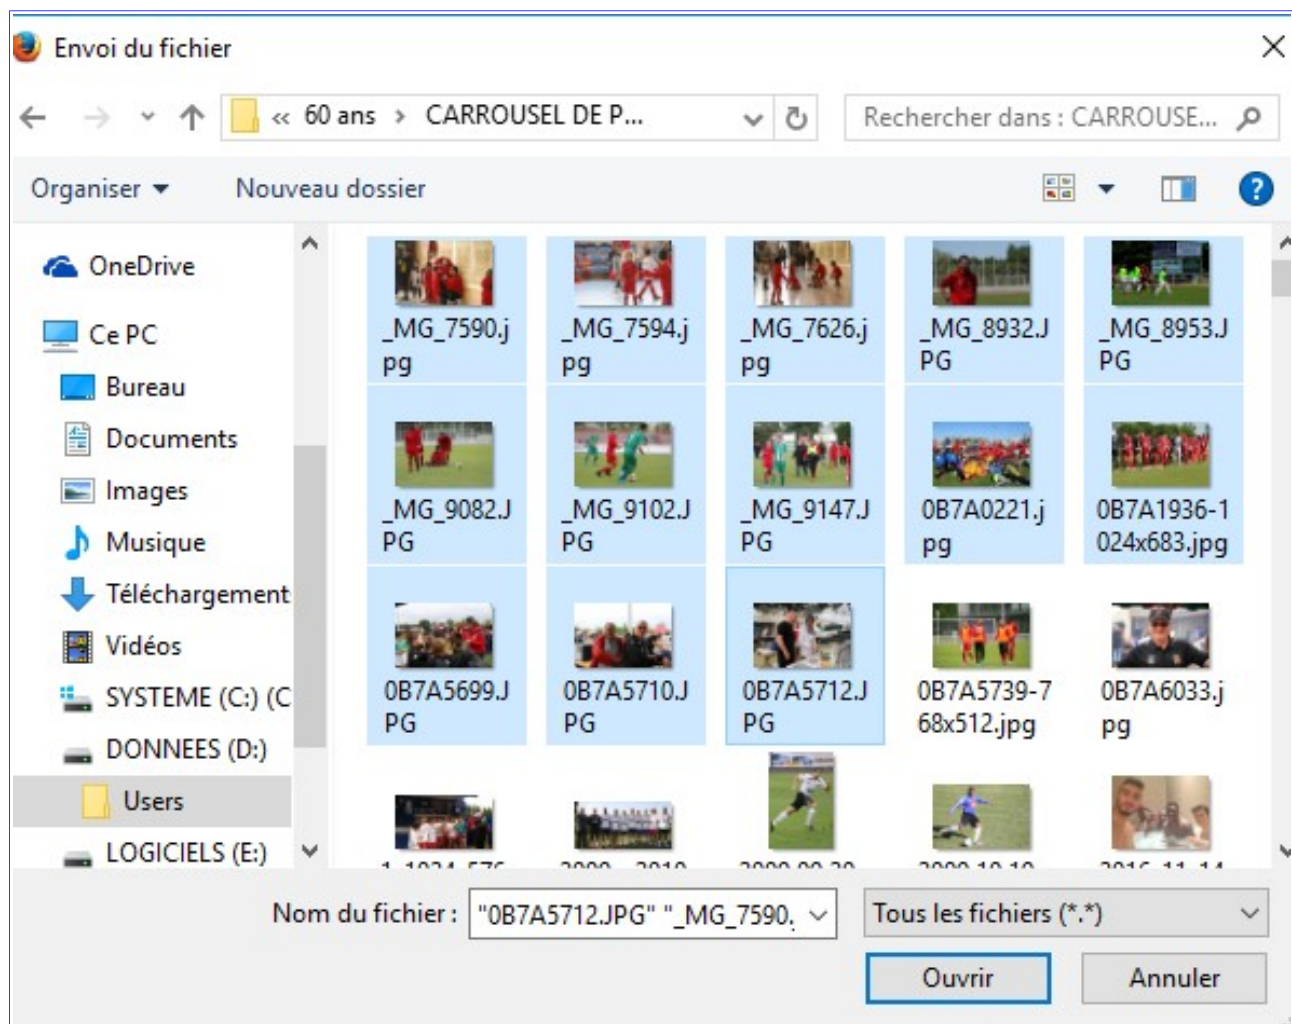 Envoi du fichier
« 60 ans > CARROUSEL DE P...
Rechercher dans : CARROUSE...
Organiser
Nouveau dossier
?
OneDrive
Ce PC
Bureau
Documents
Images
Musique
Téléchargement
Vidéos
SYSTEME (C:) (C
DONNEES (D:)
Users
LOGICIELS (E:)
_MG_7590.j
pg
_MG_7594.j
pg
_MG_7626.j
pg
_MG_8932.J
PG
_MG_8953.J
PG
_MG_9082.J
PG
_MG_9102.J
PG
_MG_9147.J
PG
0B7A0221.j
pg
0B7A1936-1
024x683.jpg
0B7A5699.J
PG
0B7A5710.J
PG
0B7A5712.J
PG
0B7A5739-7
68x512.jpg
0B7A6033.j
pg
Nom du fichier :
"0B7A5712.JPG" "_MG_7590.
Tous les fichiers (*.*)
Ouvrir
Annuler